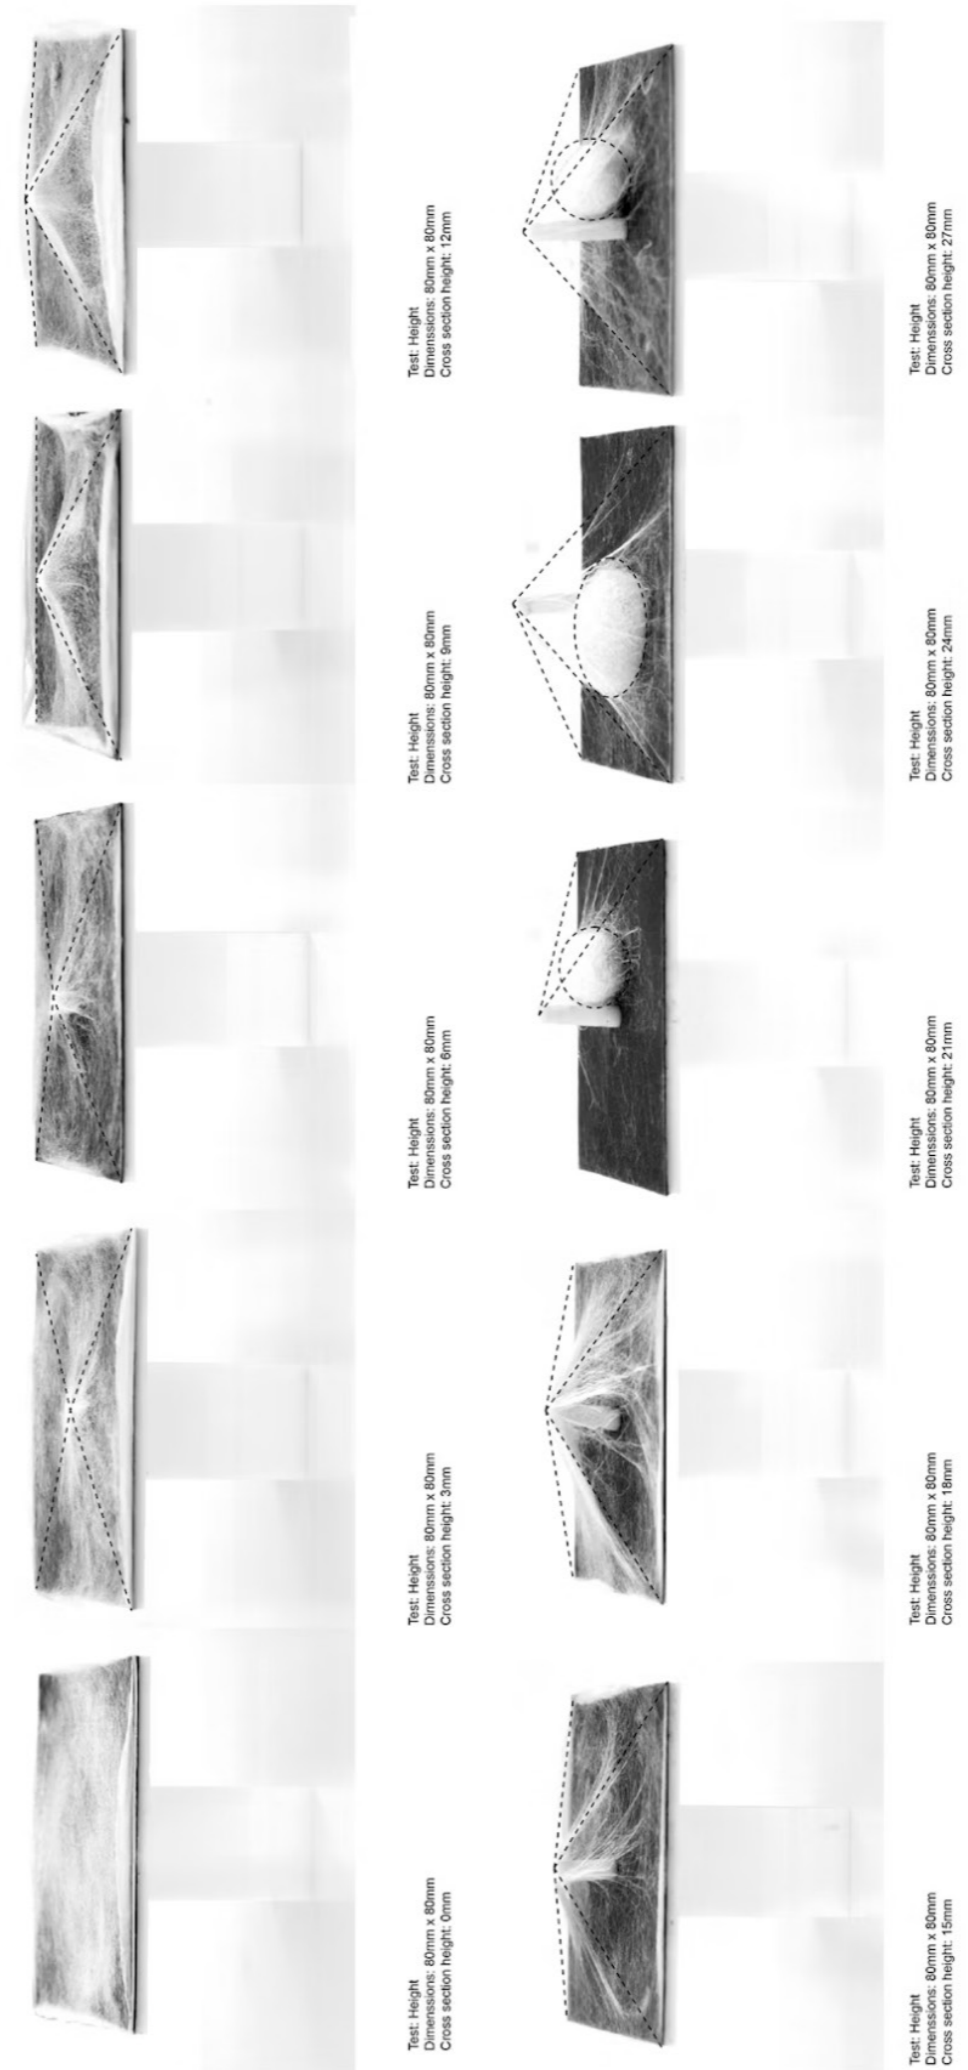 Test: Height
Dimenssions: 80mm x 80mm
Cross section height: 0mm
Test: Height
Dimenssions: 80mm x 80mm
Cross section height: 3mm
Test: Height
Dimenssions: 80mm x 80mm
Cross section height: 6mm
Test: Height
Dimenssions: 80mm x 80mm
Cross section height: 9mm
Test: Height
Dimenssions: 80mm x 80mm
Cross section height: 12mm
Test: Height
Dimenssions: 80mm x 80mm
Cross section height: 15mm
Test: Height
Dimenssions: 80mm x 80mm
Cross section height: 18mm
Test: Height
Dimenssions: 80mm x 80mm
Cross section height: 21mm
Test: Height
Dimenssions: 80mm x 80mm
Cross section height: 24mm
Test: Height
Dimenssions: 80mm x 80mm
Cross section height: 27mm